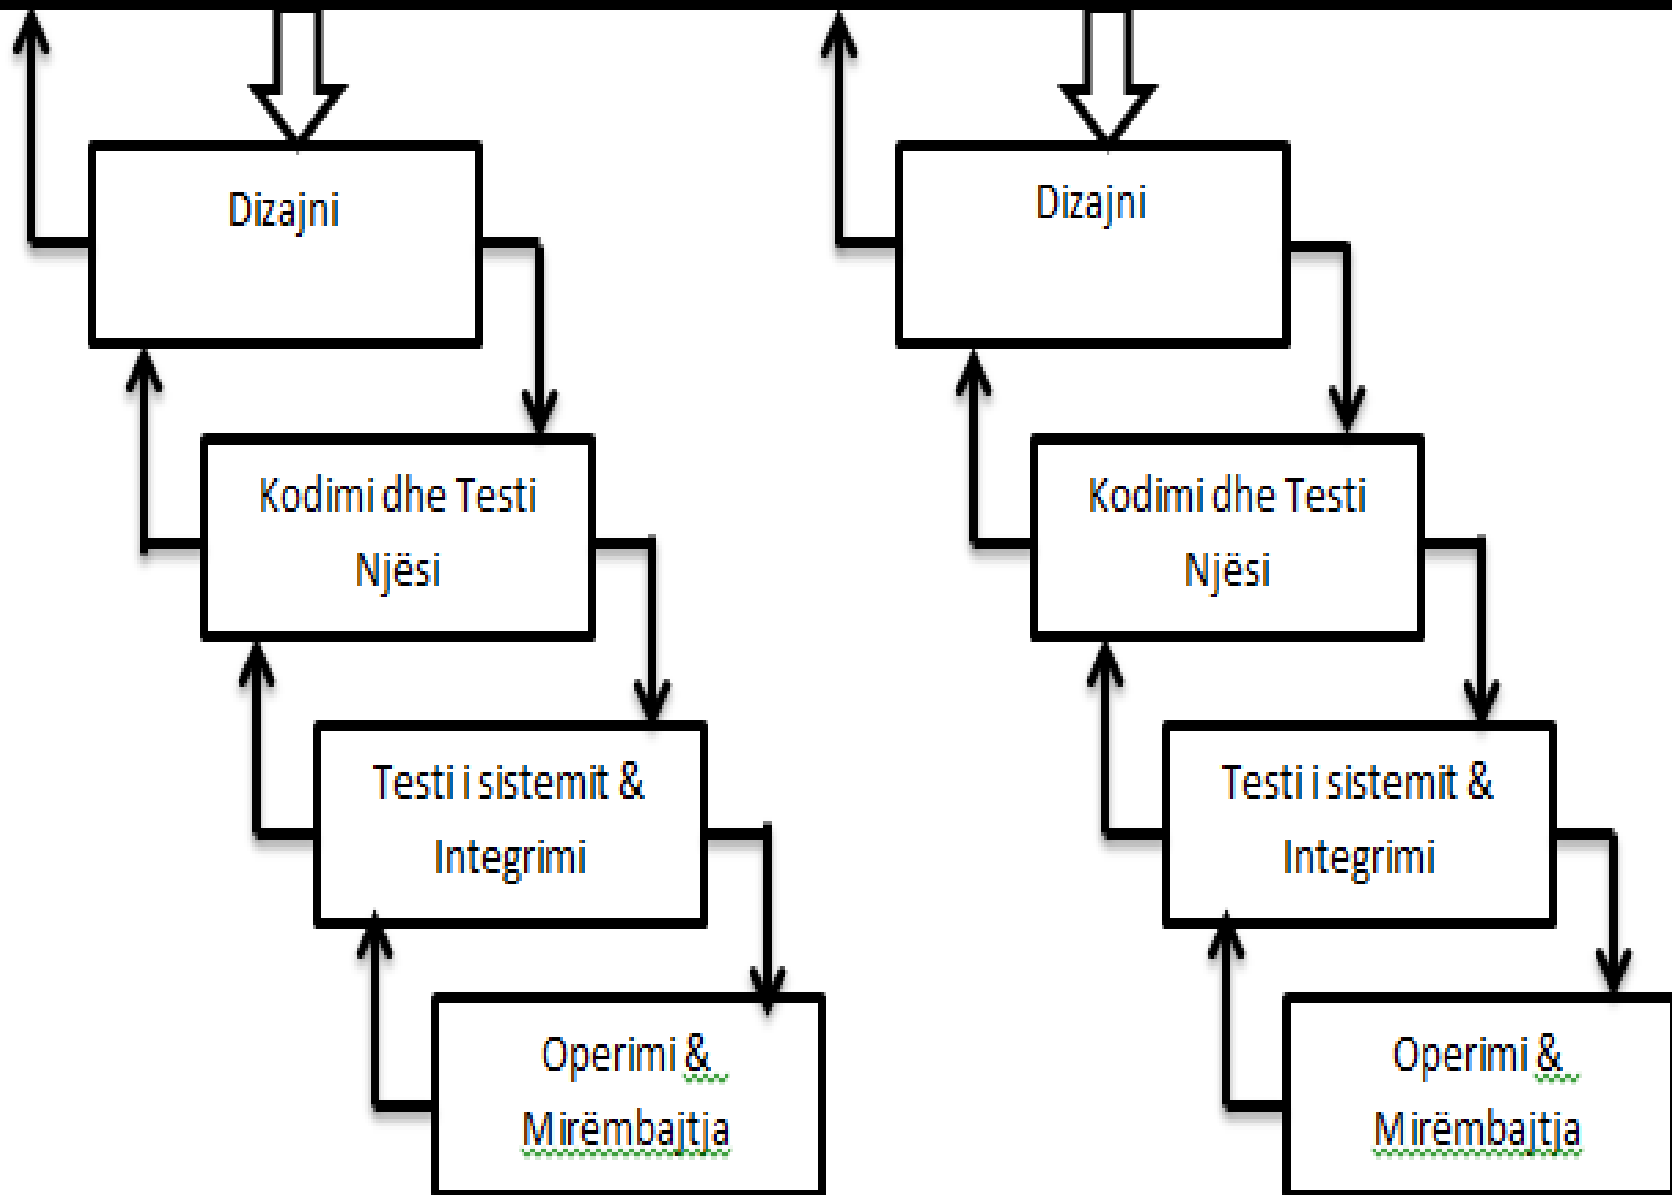 Dizajni
Kodimi dhe Testi
Njësi
Testi i sistemit &
Integrimi
Operimi &
Mirëmbajtja
Dizajni
Kodimi dhe Testi
Njësi
Testi i sistemit &
Integrimi
Operimi &
Mirëmbajtja